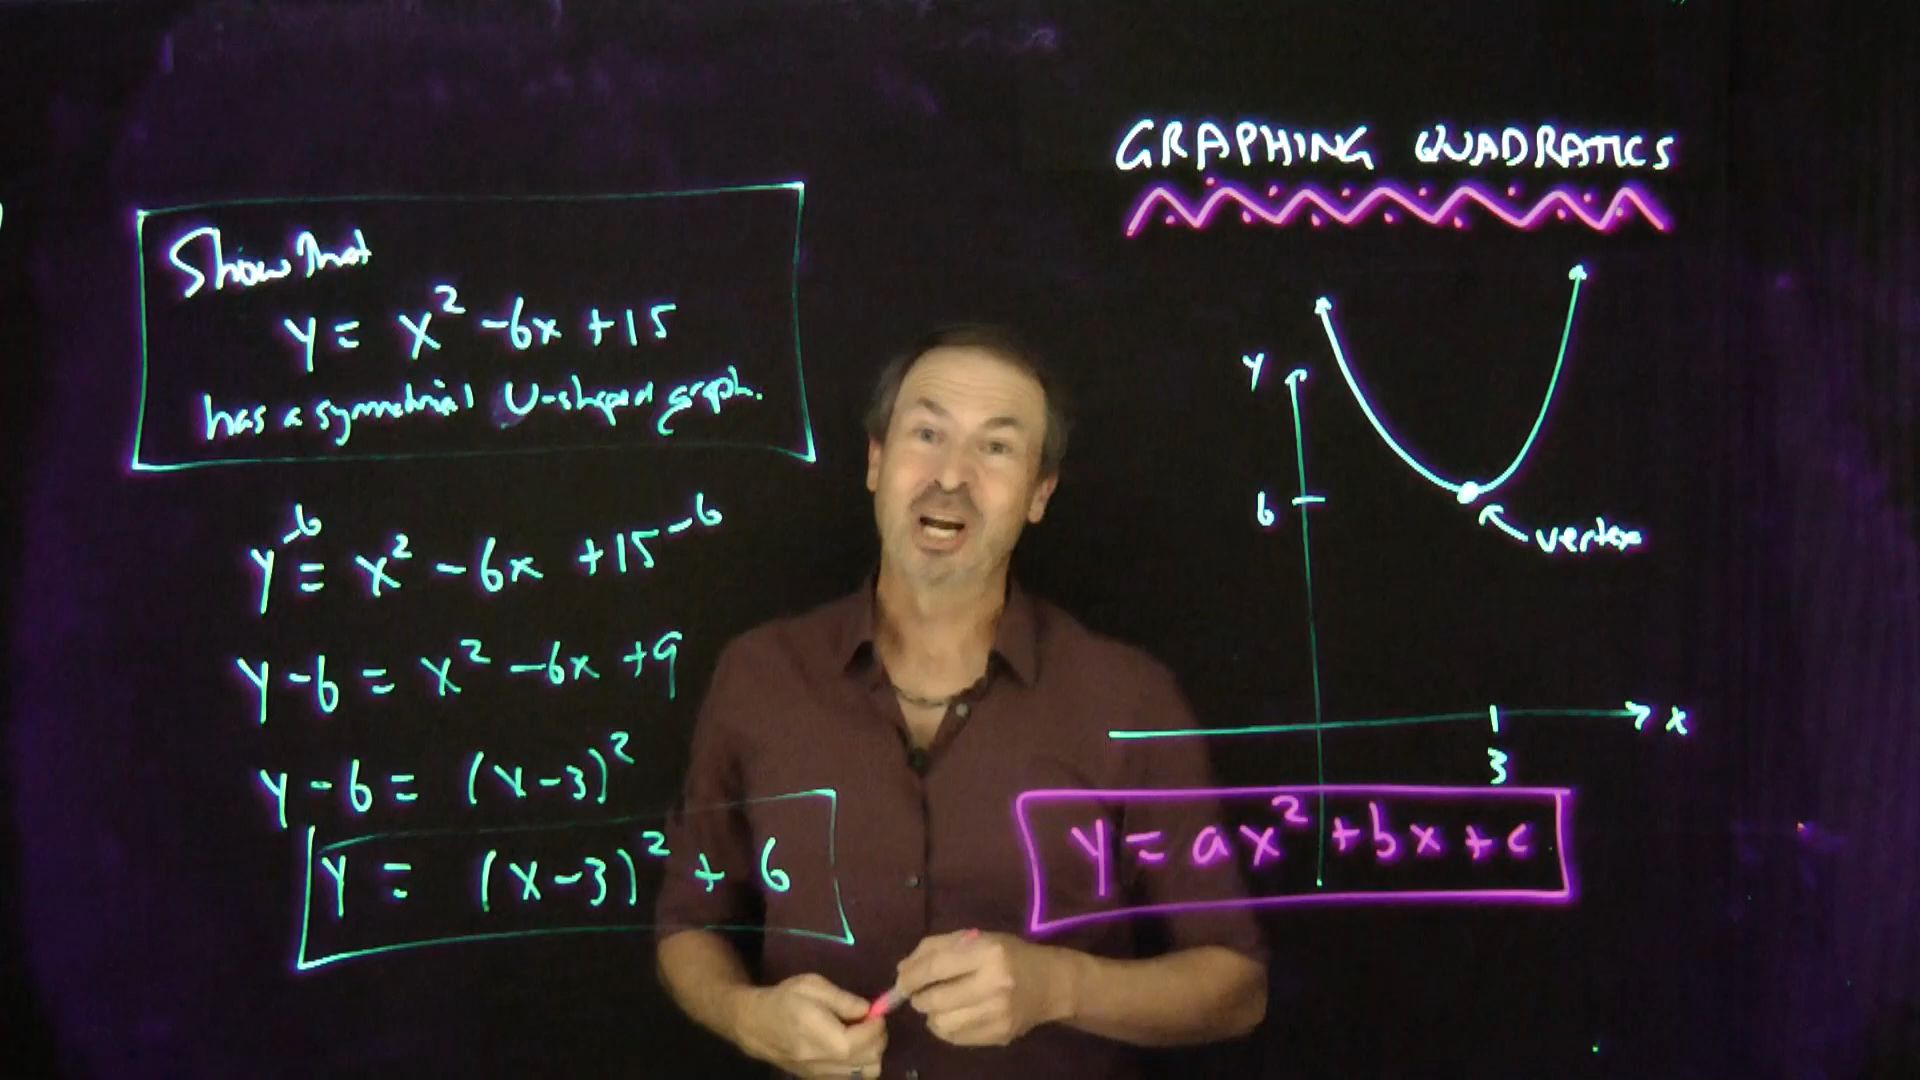 Show That
y = x² - 6x + 15
has a symmetrial U-shaped graph.
y - 6 = x² - 6x + 15 - 6
y - 6 = x² - 6x + 9
y - 6 = (x - 3)²
y = (x - 3)² + 6
GRAPHING QUADRATICS
y
6
vertex
x
3
y = ax² + bx + c